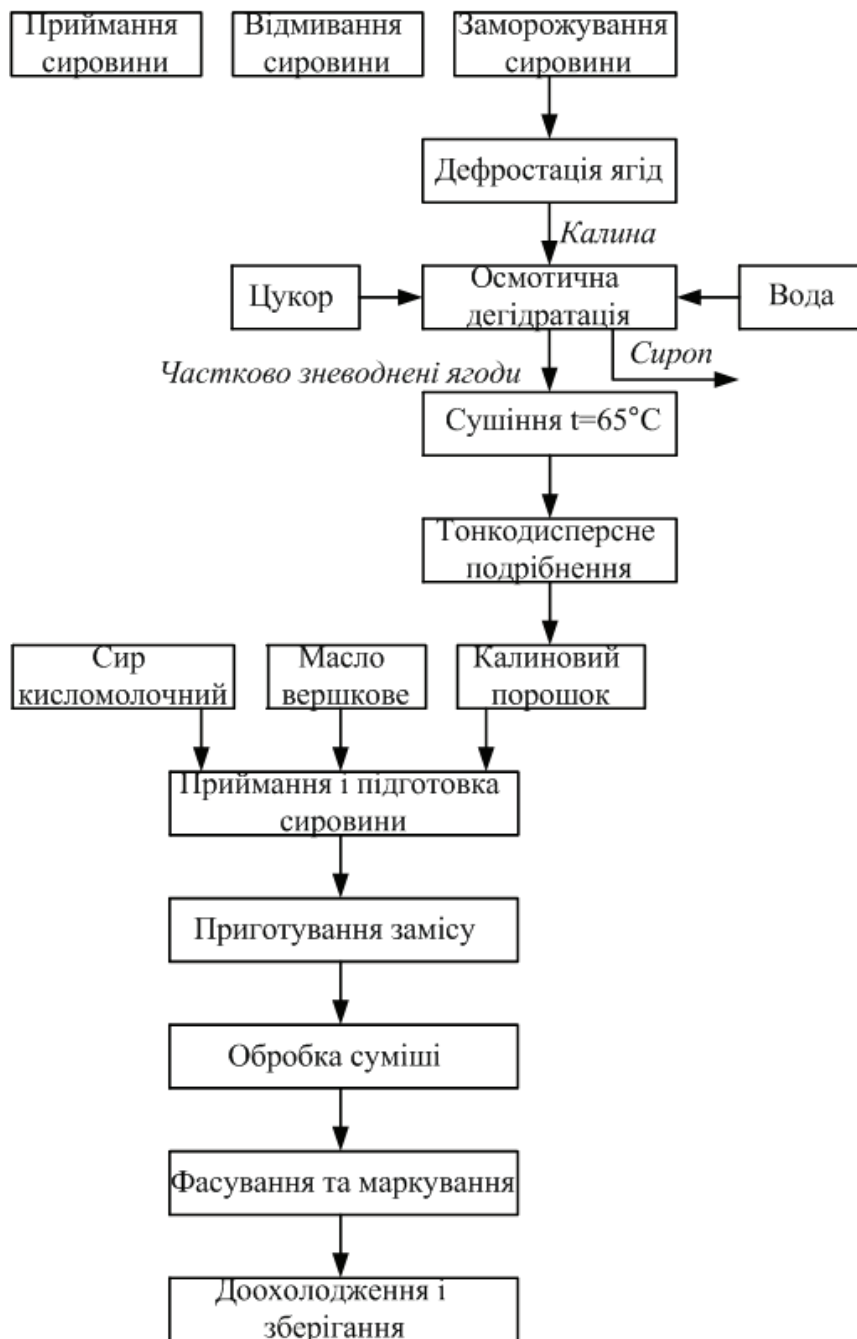 Приймання
сировини
Відмивання
сировини
Заморожування
сировини
Дефростація ягід
Калина
Цукор
Осмотична
дегідратація
Вода
Сироп
Частково зневоднені ягоди
Сушіння t=65°C
Тонкодисперсне
подрібнення
Сир
кисломолочний
Масло
вершкове
Калиновий
порошок
Приймання і підготовка
сировини
Приготування замісу
Обробка суміші
Фасування та маркування
Доохолодження і
зберігання